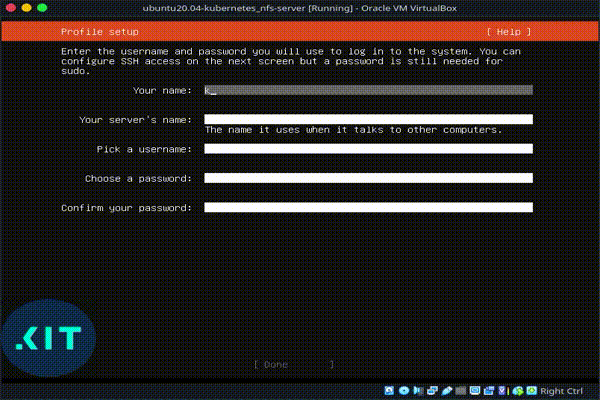 ubuntu20.04-kubernetes_nfs-server [Running] - Oracle VM VirtualBox
Profile setup [ Help ]
Enter the username and password you will use to log in to the system. You can
configure SSH access on the next screen but a password is still needed for
sudo.
Your name: k_
Your server's name:
The name it uses when it talks to other computers.
Pick a username:
Choose a password:
Confirm your password:
.KIT
[ Done ]
Right Ctrl